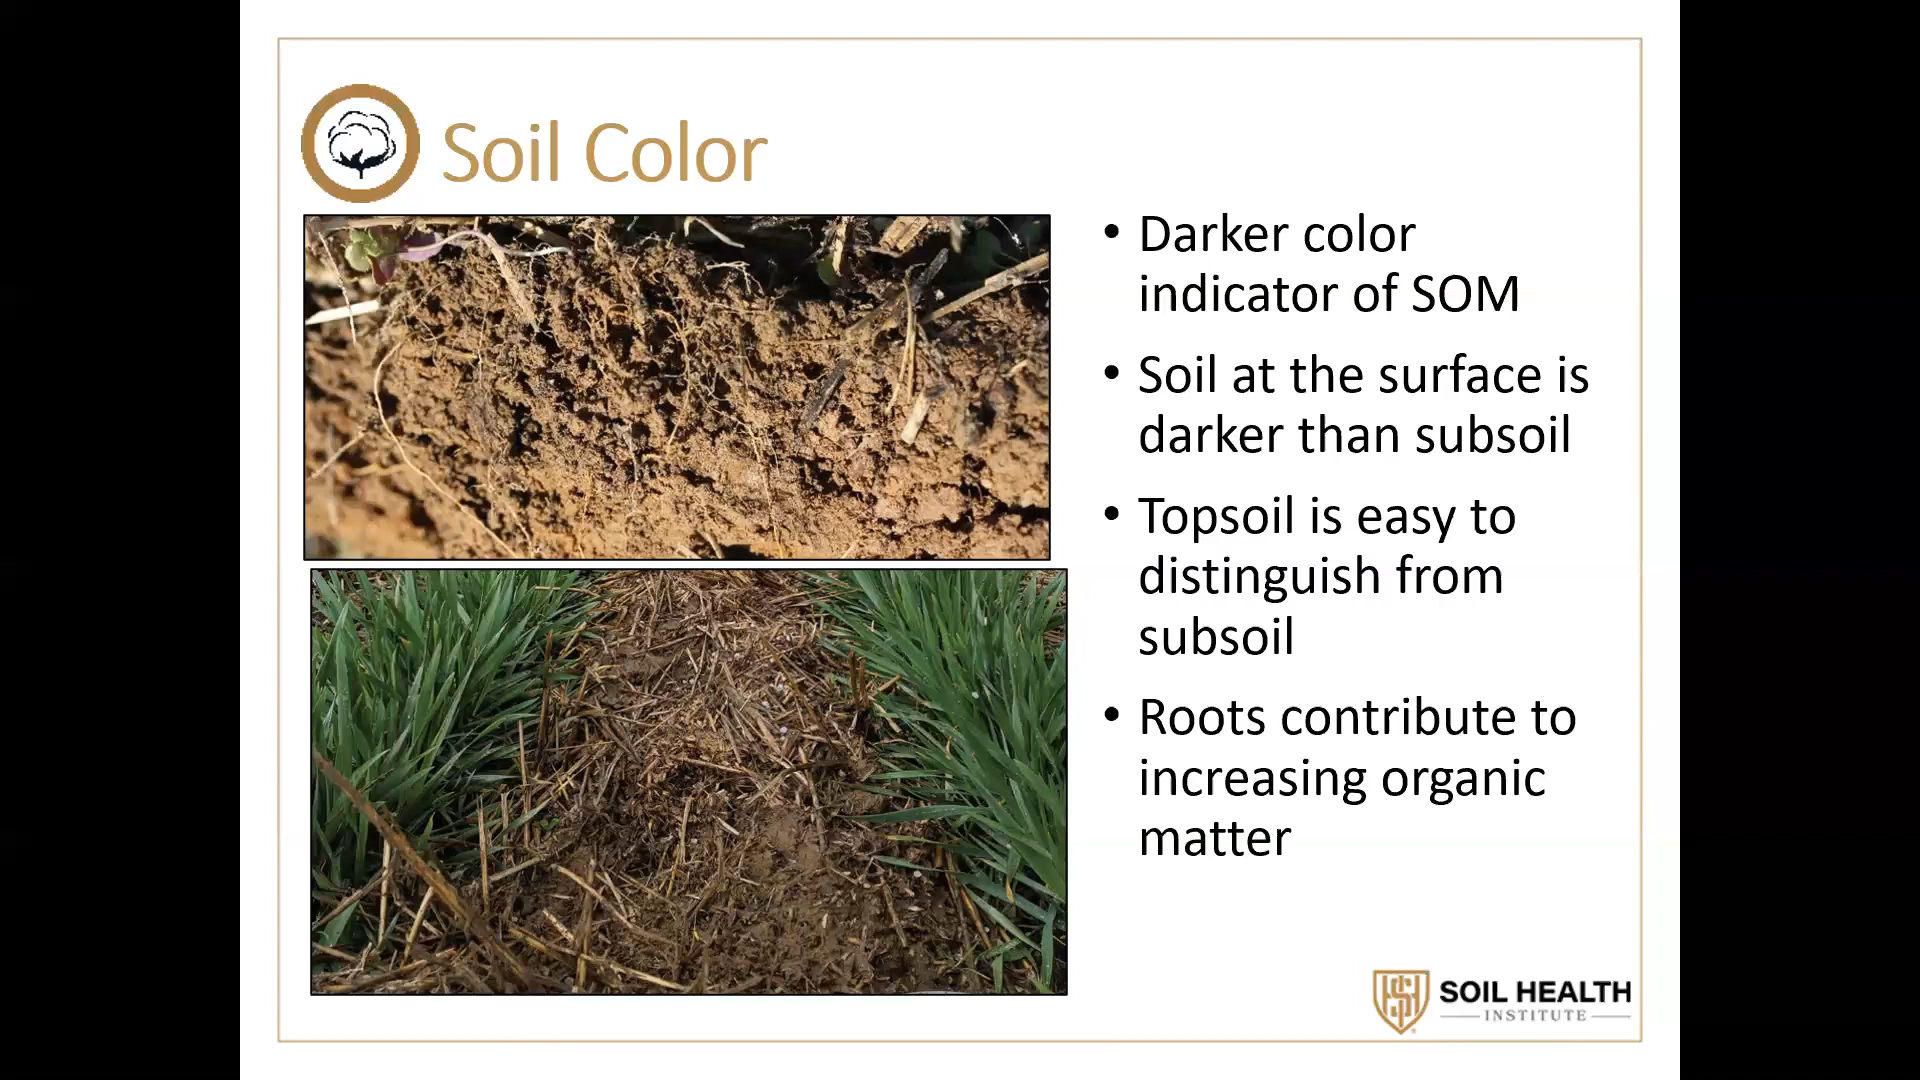 Soil Color
• Darker color
indicator of SOM
• Soil at the surface is
darker than subsoil
• Topsoil is easy to
distinguish from
subsoil
• Roots contribute to
increasing organic
matter
SOIL HEALTH
INSTITUTE